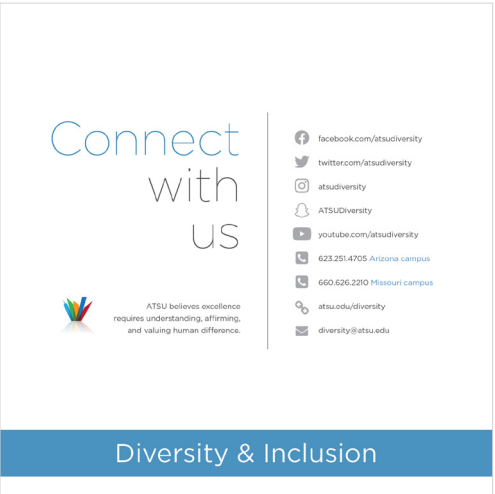 Connect
with
us
ATSU believes excellence
requires understanding, affirming,
and valuing human difference.
facebook.com/atsudiversity
twitter.com/atsudiversity
atsudiversity
ATSUDiversity
youtube.com/atsudiversity
623.251.4705 Arizona campus
660.626.2210 Missouri campus
atsu.edu/diversity
diversity@atsu.edu
Diversity & Inclusion